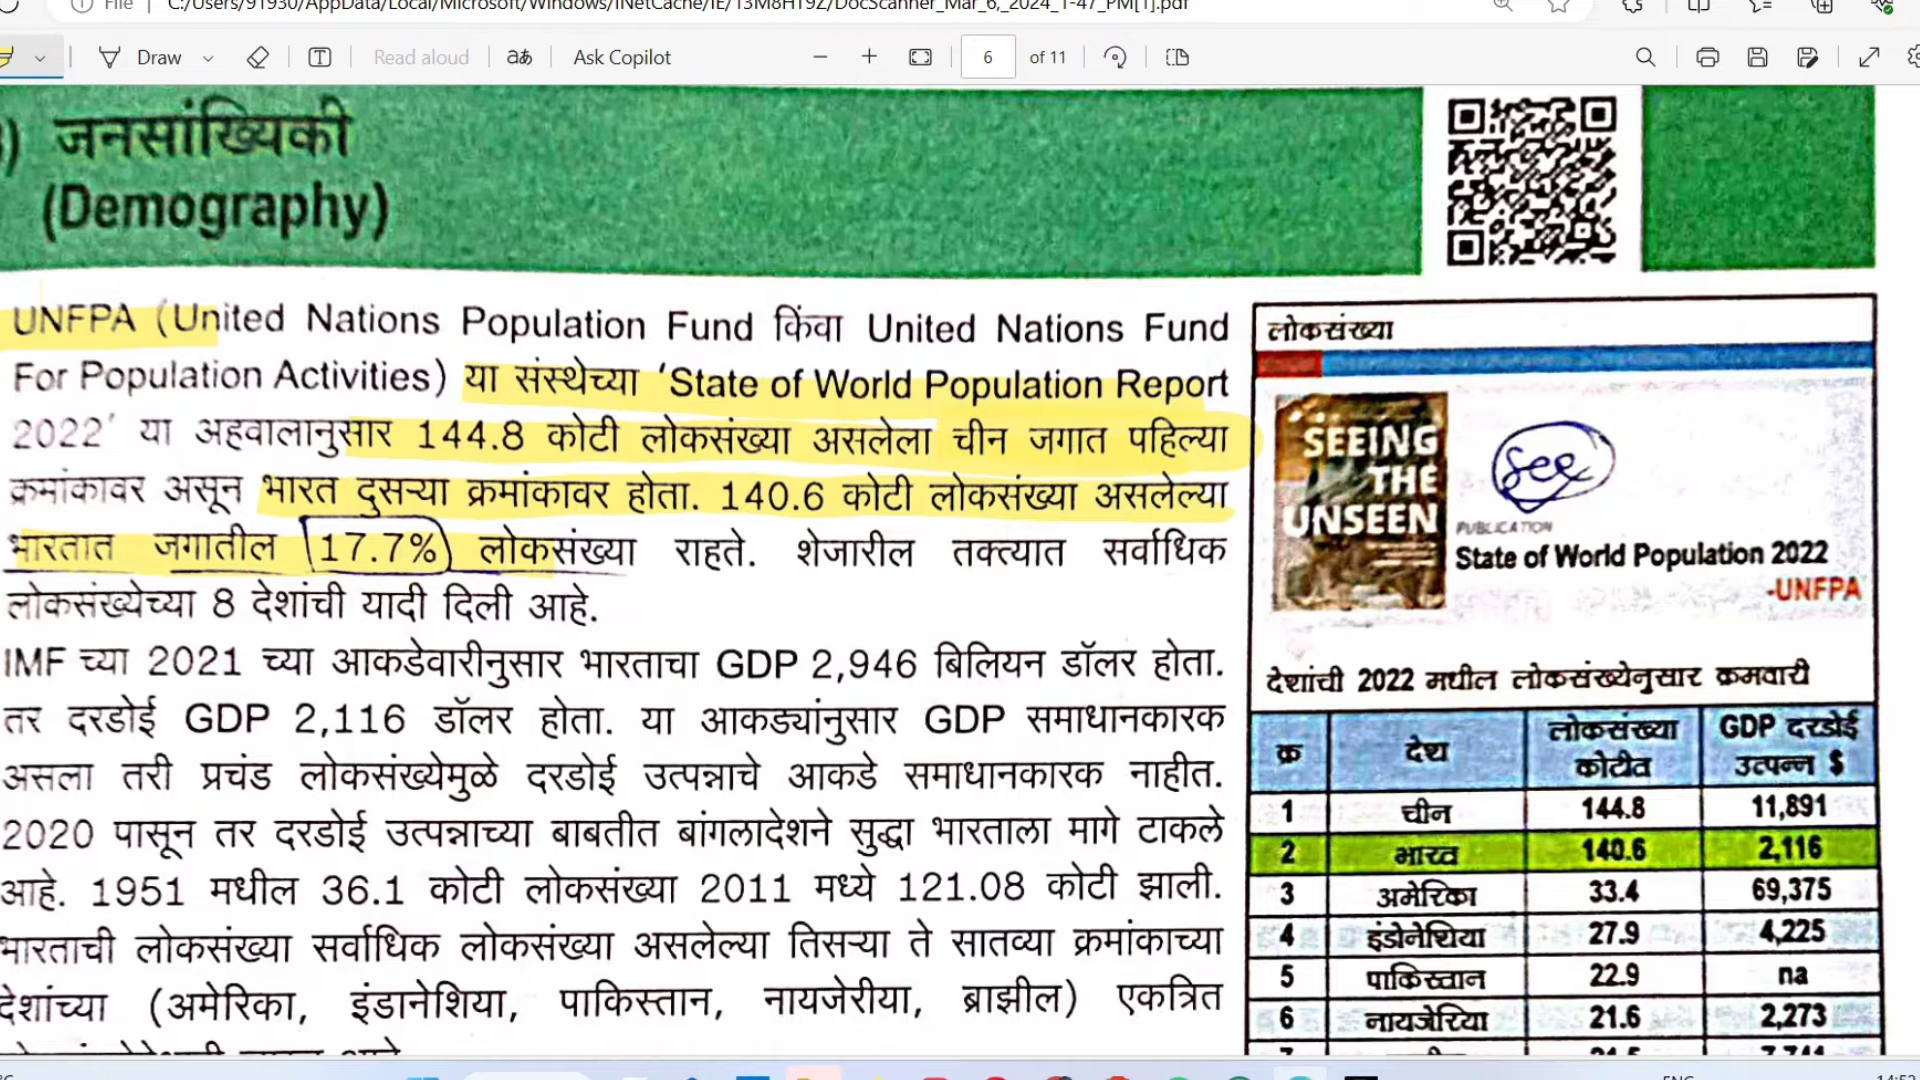 File
C:/Users/91930/AppData/Local/Microsoft/Windows/INetCache/IE/13M8H19Z/DocScanner_Mar_6,_2024_1-47_PM[1].pdf
Draw
Read aloud
Ask Copilot
6 of 11
जनसांख्यिकी
(Demography)
UNFPA (United Nations Population Fund किंवा United Nations Fund
For Population Activities) या संस्थेच्या 'State of World Population Report
2022' या अहवालानुसार 144.8 कोटी लोकसंख्या असलेला चीन जगात पहिल्या
क्रमांकावर असून भारत दुसऱ्या क्रमांकावर होता. 140.6 कोटी लोकसंख्या असलेल्या
भारतात जगातील 17.7% लोकसंख्या राहते. शेजारील तक्त्यात सर्वाधिक
लोकसंख्येच्या 8 देशांची यादी दिली आहे.
IMF च्या 2021 च्या आकडेवारीनुसार भारताचा GDP 2,946 बिलियन डॉलर होता.
तर दरडोई GDP 2,116 डॉलर होता. या आकड्यांनुसार GDP समाधानकारक
असला तरी प्रचंड लोकसंख्येमुळे दरडोई उत्पन्नाचे आकडे समाधानकारक नाहीत.
2020 पासून तर दरडोई उत्पन्नाच्या बाबतीत बांगलादेशने सुद्धा भारताला मागे टाकले
आहे. 1951 मधील 36.1 कोटी लोकसंख्या 2011 मध्ये 121.08 कोटी झाली.
भारताची लोकसंख्या सर्वाधिक लोकसंख्या असलेल्या तिसऱ्या ते सातव्या क्रमांकाच्या
देशांच्या (अमेरिका, इंडानेशिया, पाकिस्तान, नायजेरीया, ब्राझील) एकत्रित
लोकसंख्या
SEEING
THE
UNSEEN
See
PUBLICATION
State of World Population 2022
-UNFPA
देशांची 2022 मधील लोकसंख्येनुसार क्रमवारी
क्र देश लोकसंख्या कोटीत GDP दरडोई उत्पन्न $
1 चीन 144.8 11,891
2 भारत 140.6 2,116
3 अमेरिका 33.4 69,375
4 इंडोनेशिया 27.9 4,225
5 पाकिस्तान 22.9 na
6 नायजेरिया 21.6 2,273